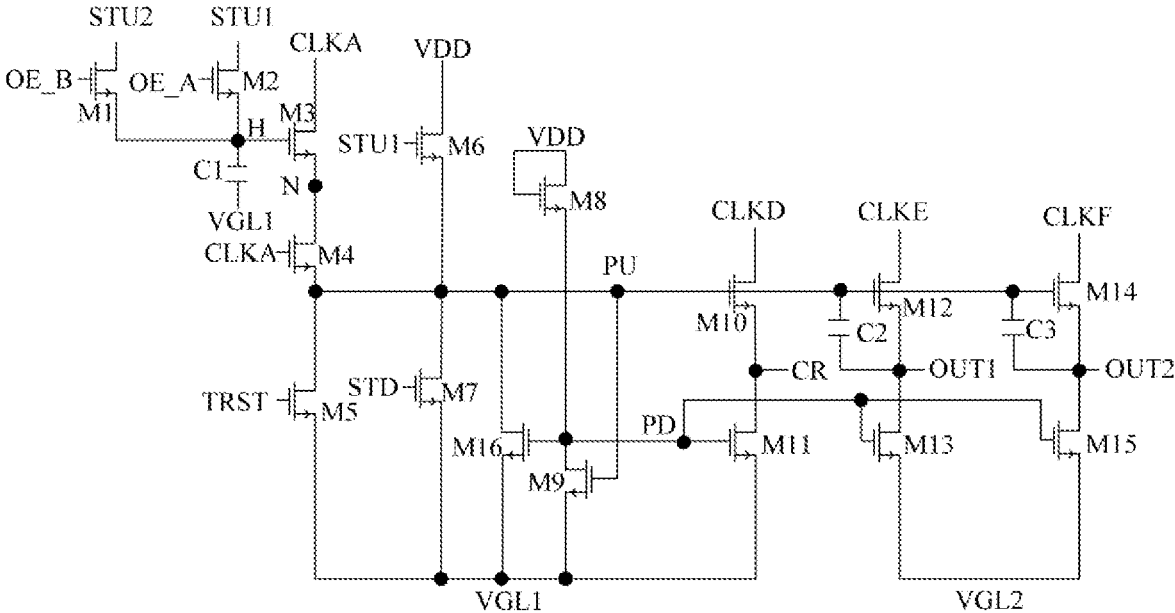 STU2
STU1
CLKA
VDD
OE_B
OE_A
M2
M1
M3
H
STU1
M6
VDD
C1
N
M8
VGL1
CLKD
CLKE
CLKF
CLKA
M4
PU
M10
M12
M14
C2
C3
CR
OUT1
OUT2
STD
M7
TRST
M5
PD
M16
M11
M13
M15
M9
VGL1
VGL2